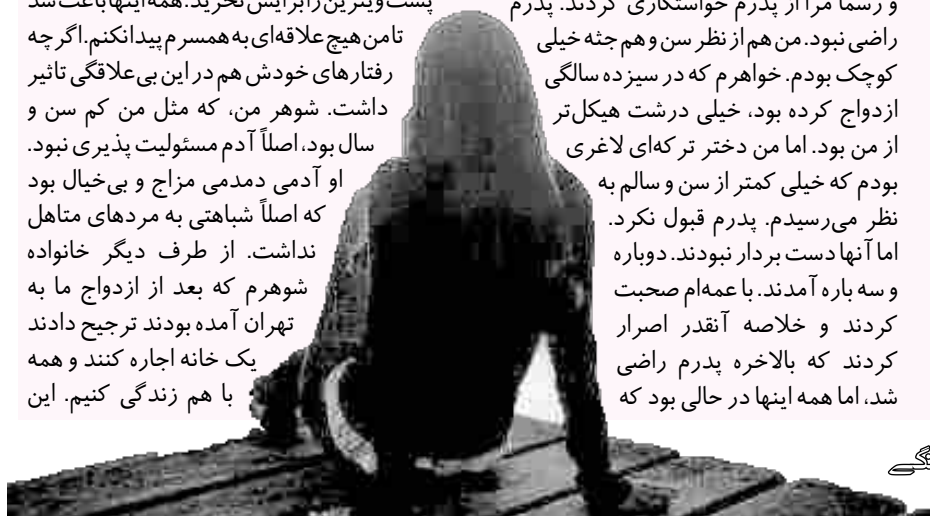 و رسماً مرا از پدرم خواستگاری کردند. پدرم
راضی نبود. من هم از نظر سن و هم جثه خیلی
کوچک بودم. خواهرم که در سیزده سالگی
ازدواج کرده بود، خیلی درشت هیکل‌تر
از من بود. اما من دختر ترکه‌ای لاغری
بودم که خیلی کمتر از سن و سالم به
نظر می‌رسیدم. پدرم قبول نکرد.
اما آنها دست بردار نبودند. دوباره
و سه باره آمدند. با عمه‌ام صحبت
کردند و خلاصه آنقدر اصرار
کردند که بالاخره پدرم راضی
شد، اما همه اینها در حالی بود که
پشت ویترین را برایش نخرید. همه اینها باعث شد
تا من هیچ علاقه‌ای به همسرم پیدا نکنم. اگر چه
رفتارهای خودش هم در این بی‌علاقگی تاثیر
داشت. شوهر من، که مثل من کم سن و
سال بود، اصلاً آدم مسئولیت پذیری نبود.
او آدمی دمدمی مزاج و بی‌خیال بود
که اصلاً شباهتی به مردهای متاهل
نداشت. از طرف دیگر خانواده
شوهرم که بعد از ازدواج ما به
تهران آمده بودند ترجیح دادند
یک خانه اجاره کنند و همه
با هم زندگی کنیم. این